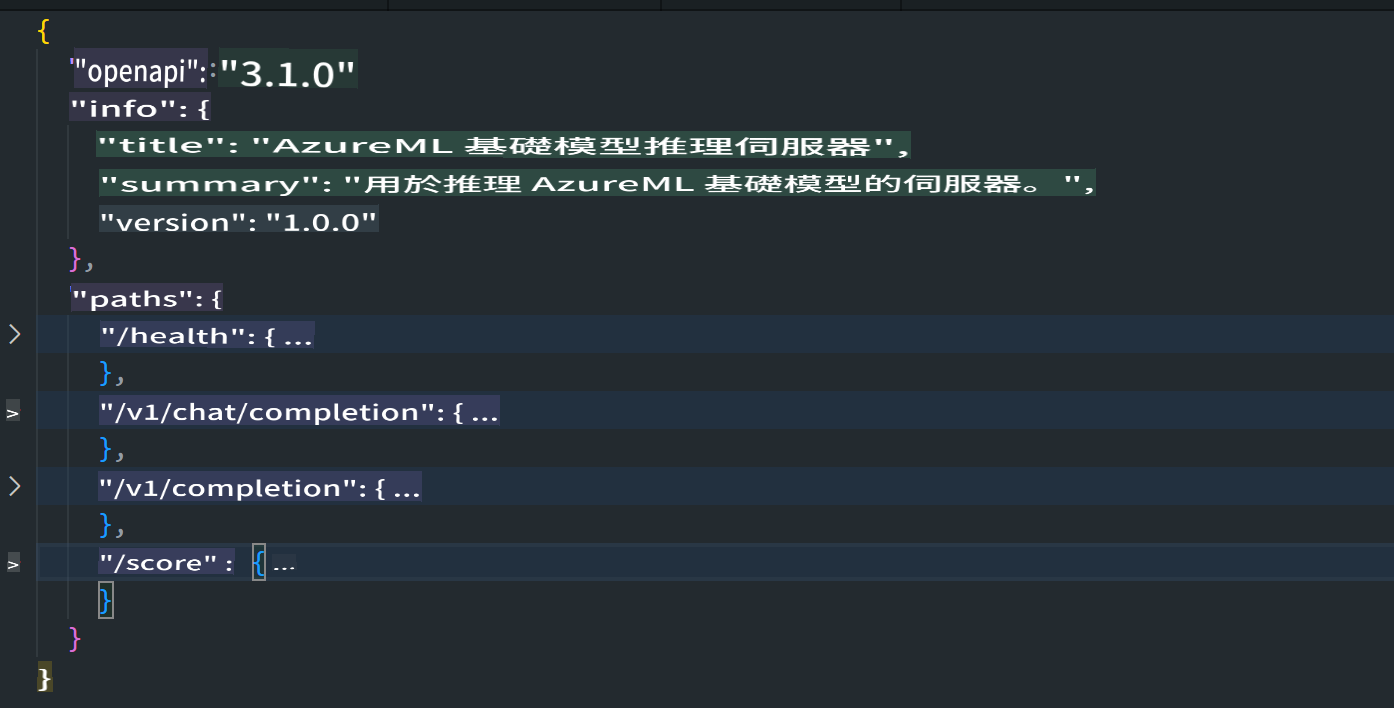 {
"openapi": : "3.1.0"
"info": {
"title": "AzureML 基礎模型推理伺服器",
"summary": "用於推理 AzureML 基礎模型的伺服器。 ",
"version": "1.0.0"
},
"paths": {
> "/health": { ...
},
> "/v1/chat/completion": { ...
},
> "/v1/completion": { ...
},
> "/score" : { ...
}
}
}